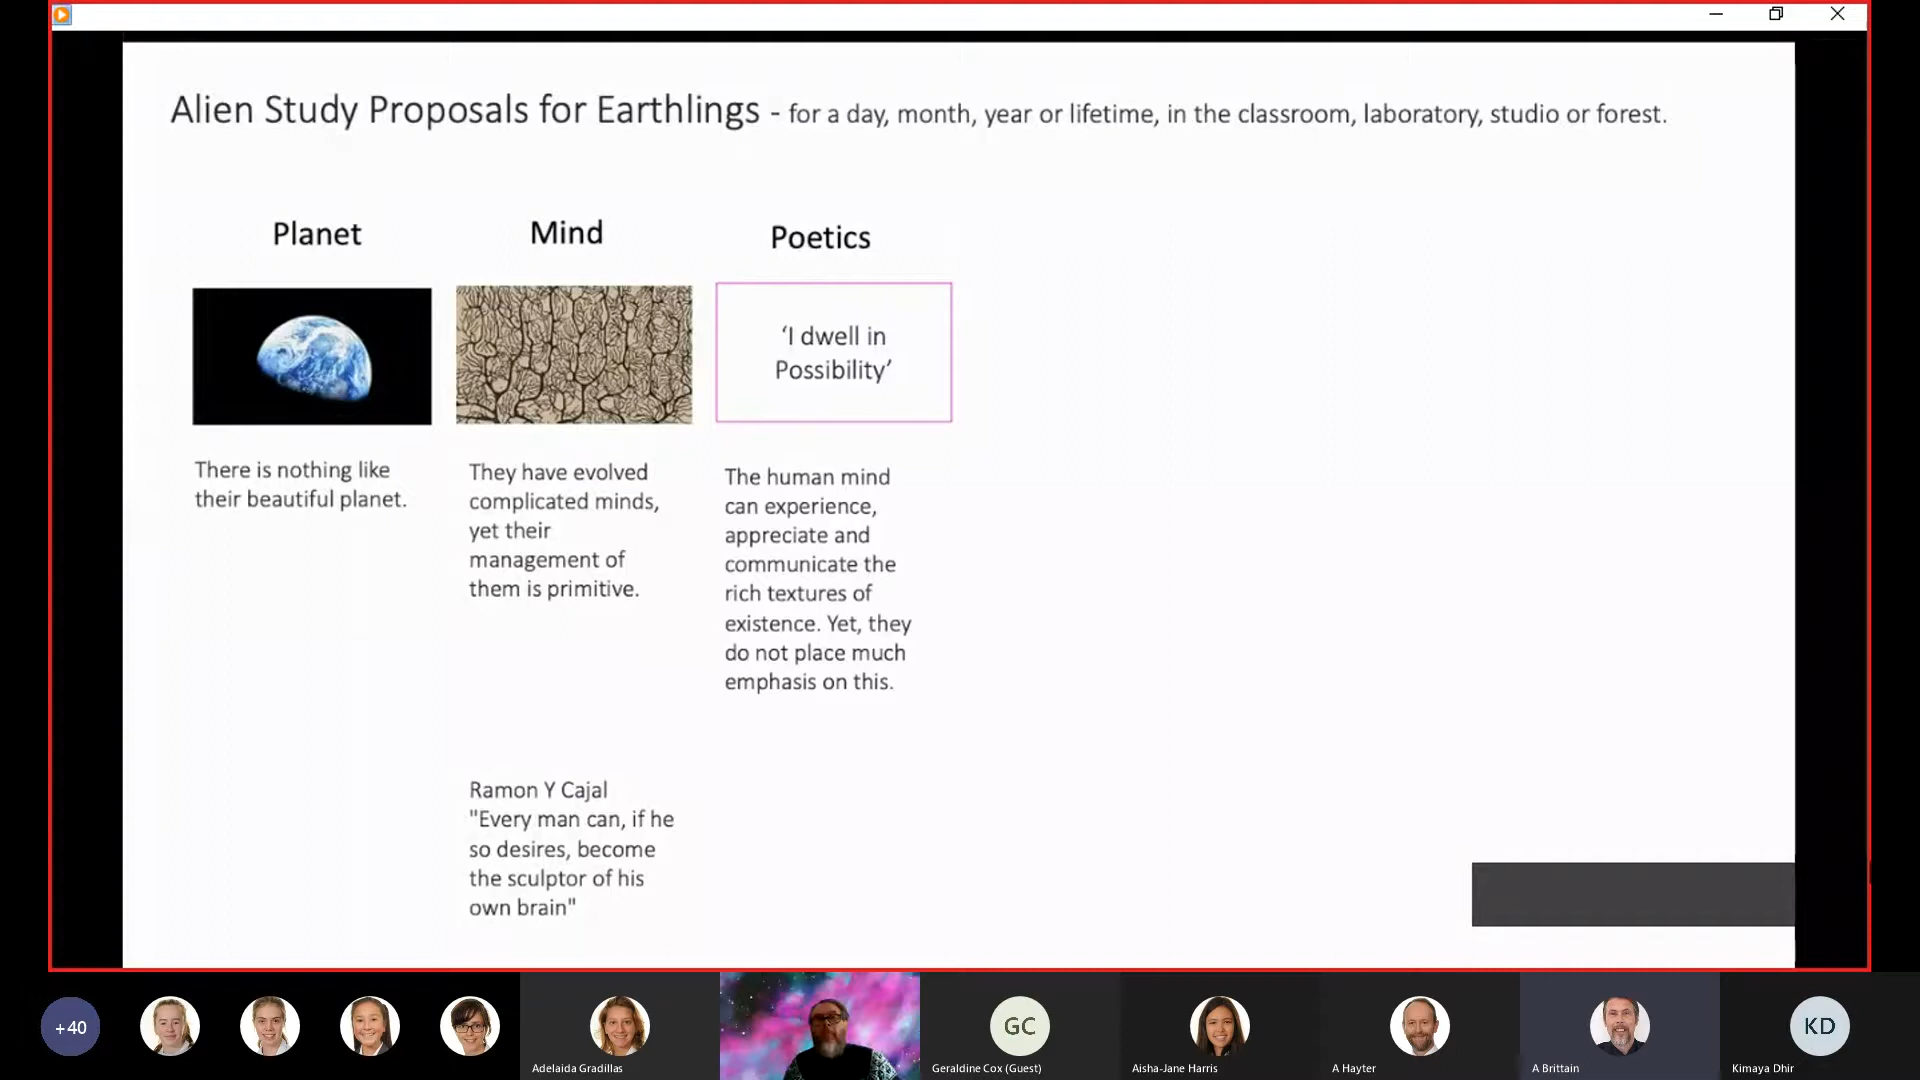 Alien Study Proposals for Earthlings - for a day, month, year or lifetime, in the classroom, laboratory, studio or forest.
Planet
There is nothing like
their beautiful planet.
Mind
They have evolved
complicated minds,
yet their
management of
them is primitive.
Ramon Y Cajal
"Every man can, if he
so desires, become
the sculptor of his
own brain"
Poetics
‘I dwell in
Possibility’
The human mind
can experience,
appreciate and
communicate the
rich textures of
existence. Yet, they
do not place much
emphasis on this.
+40
Adelaida Gradillas
GC
Geraldine Cox (Guest)
Aisha-Jane Harris
A Hayter
A Brittain
KD
Kimaya Dhir